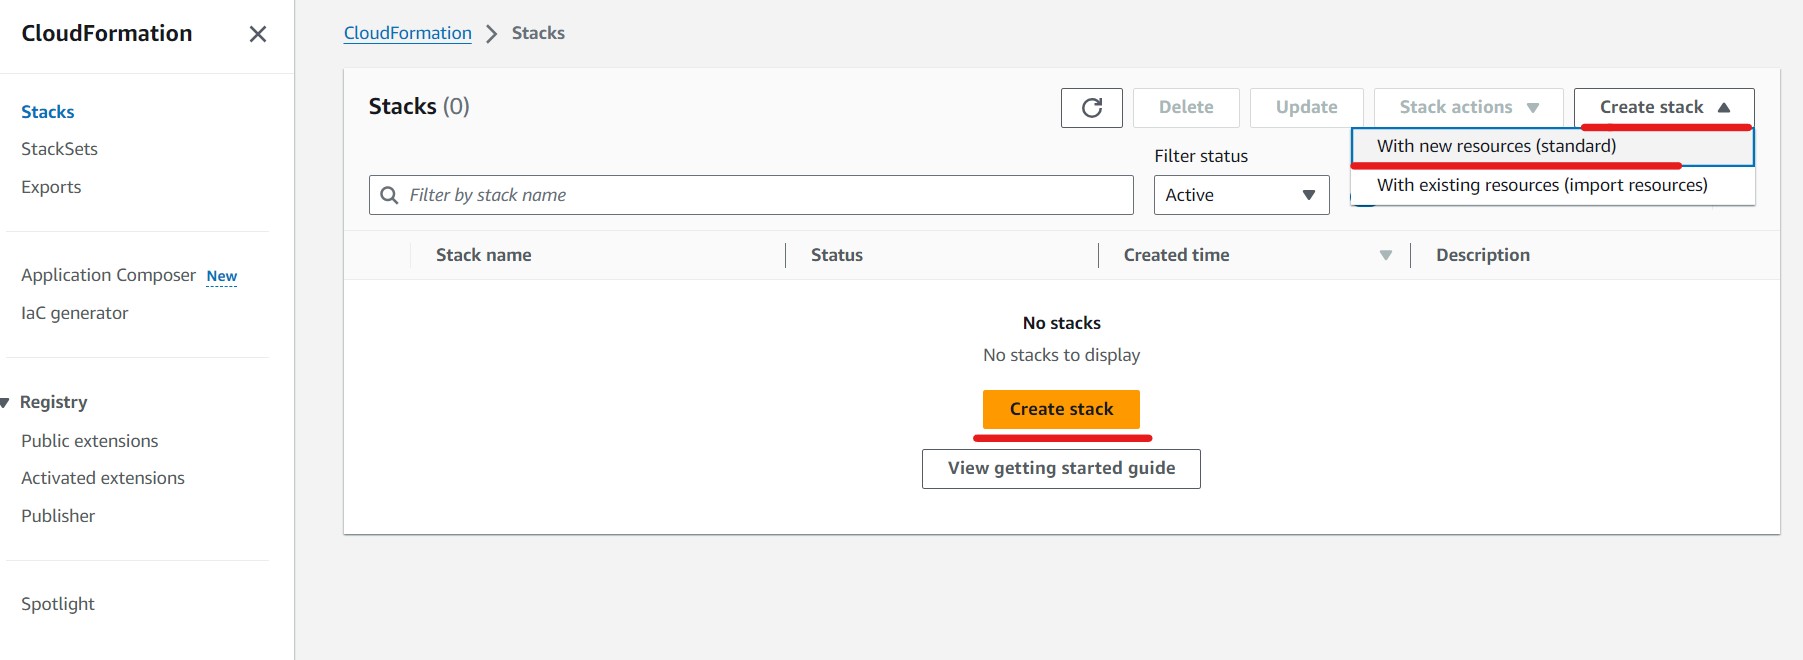 CloudFormation
Stacks
StackSets
Exports
Application Composer New
IaC generator
Registry
Public extensions
Activated extensions
Publisher
Spotlight
CloudFormation > Stacks
Stacks (0)
Delete
Update
Stack actions
Create stack
With new resources (standard)
With existing resources (import resources)
Filter status
Filter by stack name
Active
Stack name
Status
Created time
Description
No stacks
No stacks to display
Create stack
View getting started guide